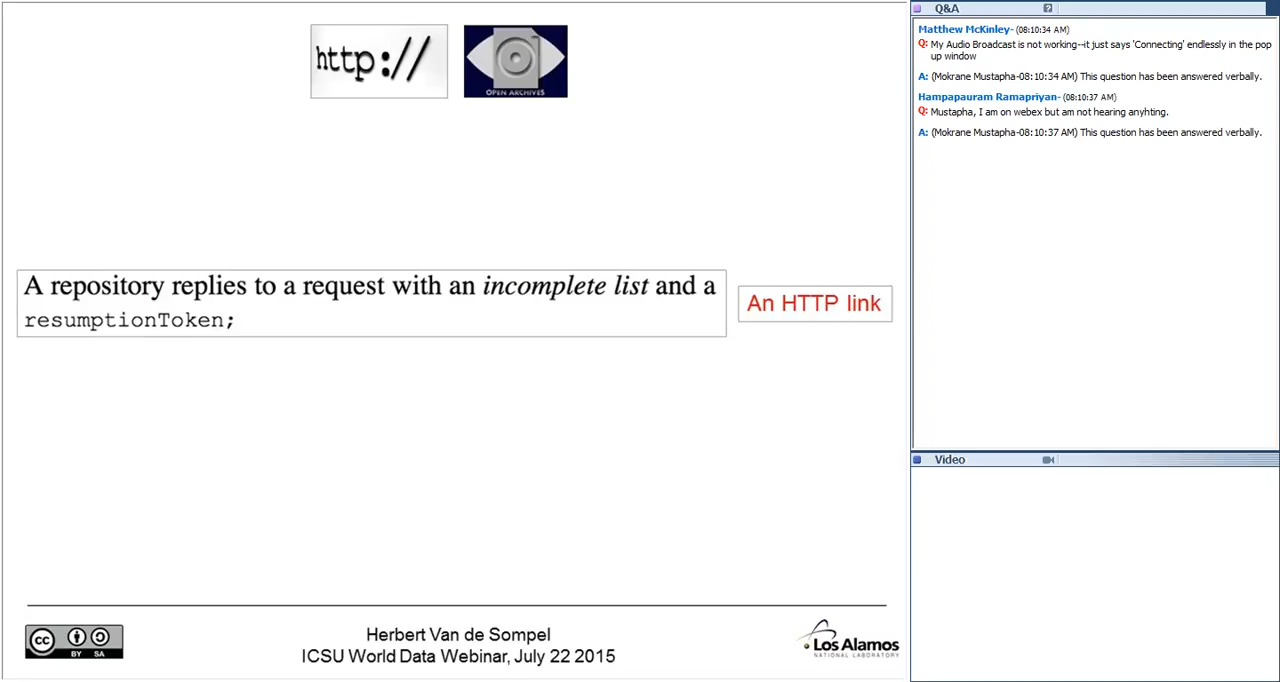 http://
OPEN ARCHIVES
A repository replies to a request with an incomplete list and a
resumptionToken;
An HTTP link
cc
BY SA
Herbert Van de Sompel
ICSU World Data Webinar, July 22 2015
Los Alamos
NATIONAL LABORATORY
Q&A
?
Matthew McKinley- (08:10:34 AM)
Q: My Audio Broadcast is not working--it just says 'Connecting' endlessly in the pop
up window
A: (Mokrane Mustapha-08:10:34 AM) This question has been answered verbally.
Hampapauram Ramapriyan- (08:10:37 AM)
Q: Mustapha, I am on webex but am not hearing anyhting.
A: (Mokrane Mustapha-08:10:37 AM) This question has been answered verbally.
Video